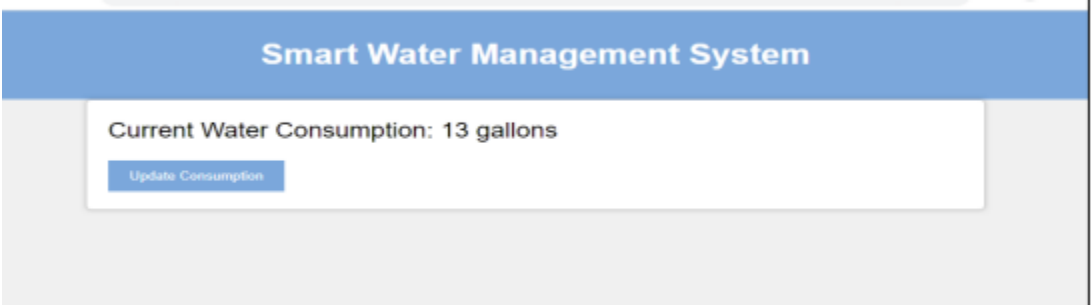 Smart Water Management System
Current Water Consumption: 13 gallons
Update Consumption